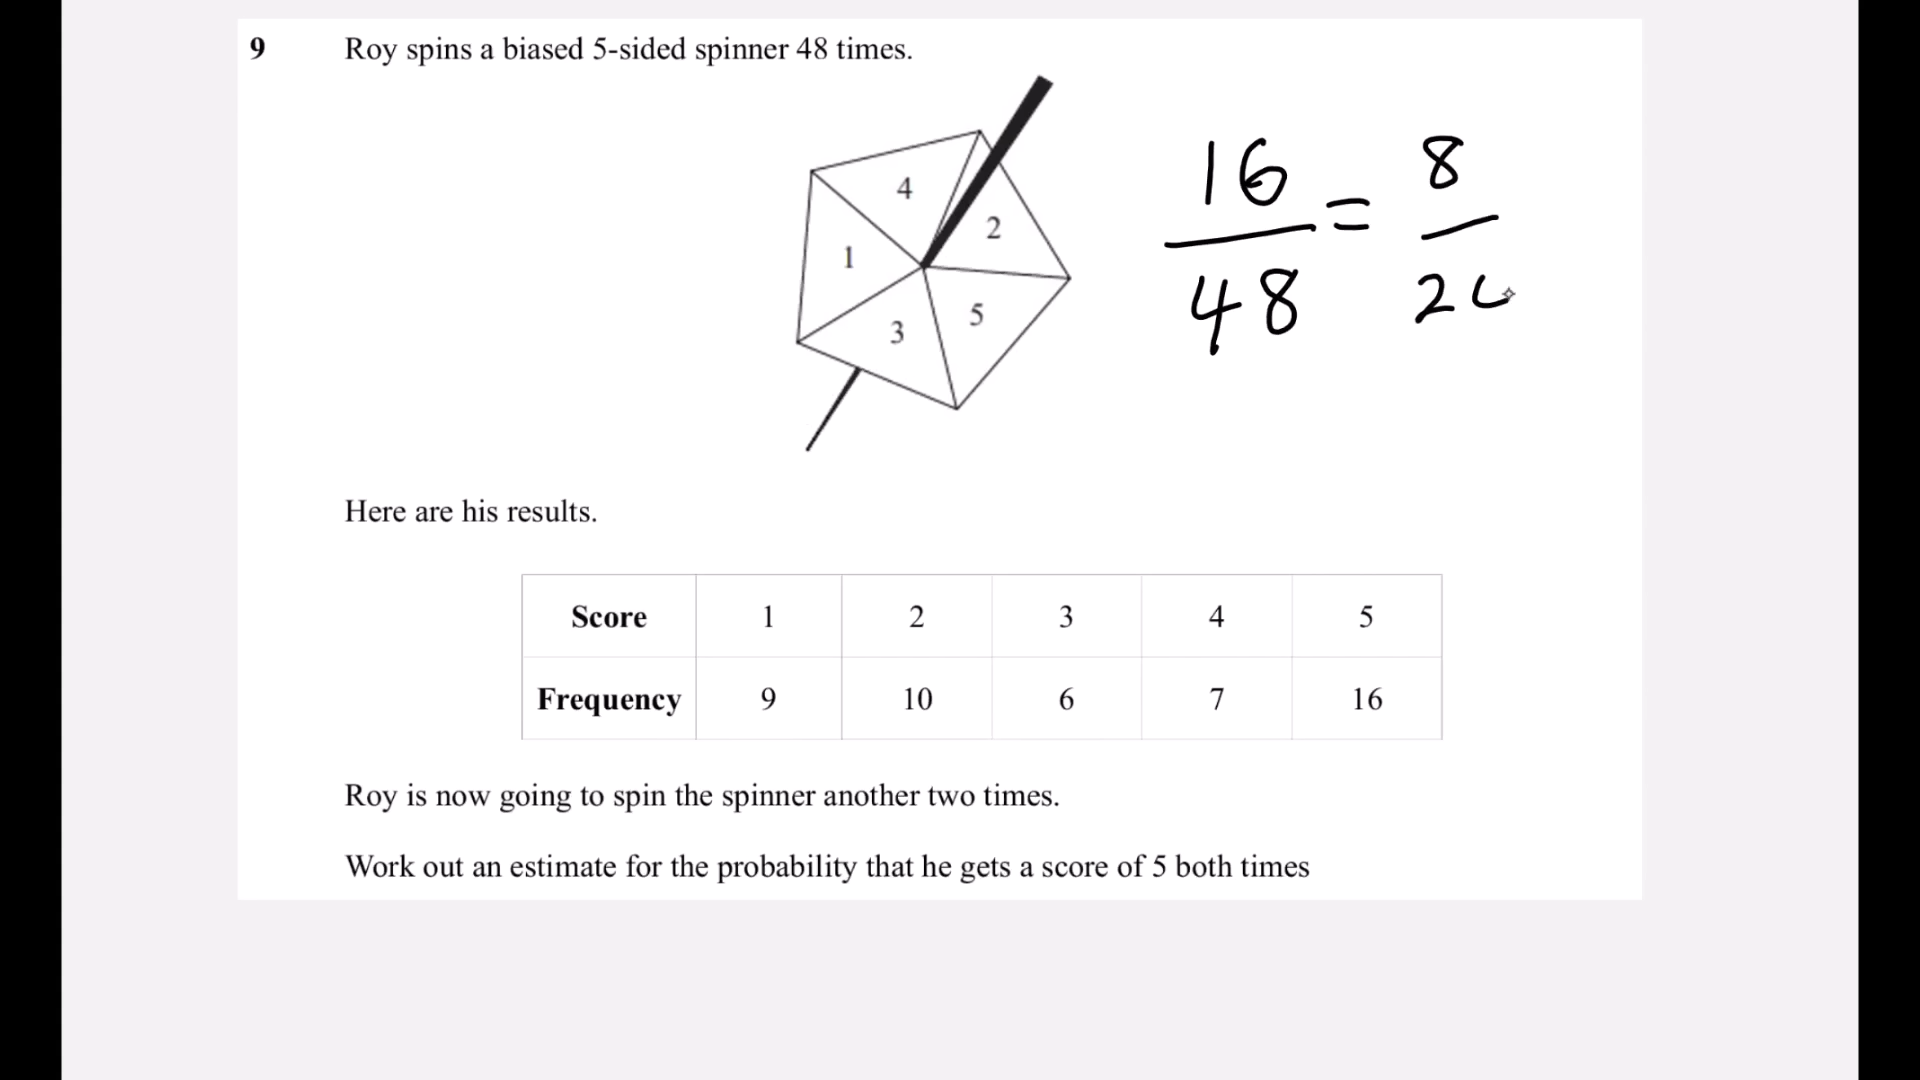 9 Roy spins a biased 5-sided spinner 48 times.
4
2
1
5
3
16/48 = 8/24
Here are his results.
Score 1 2 3 4 5
Frequency 9 10 6 7 16
Roy is now going to spin the spinner another two times.
Work out an estimate for the probability that he gets a score of 5 both times